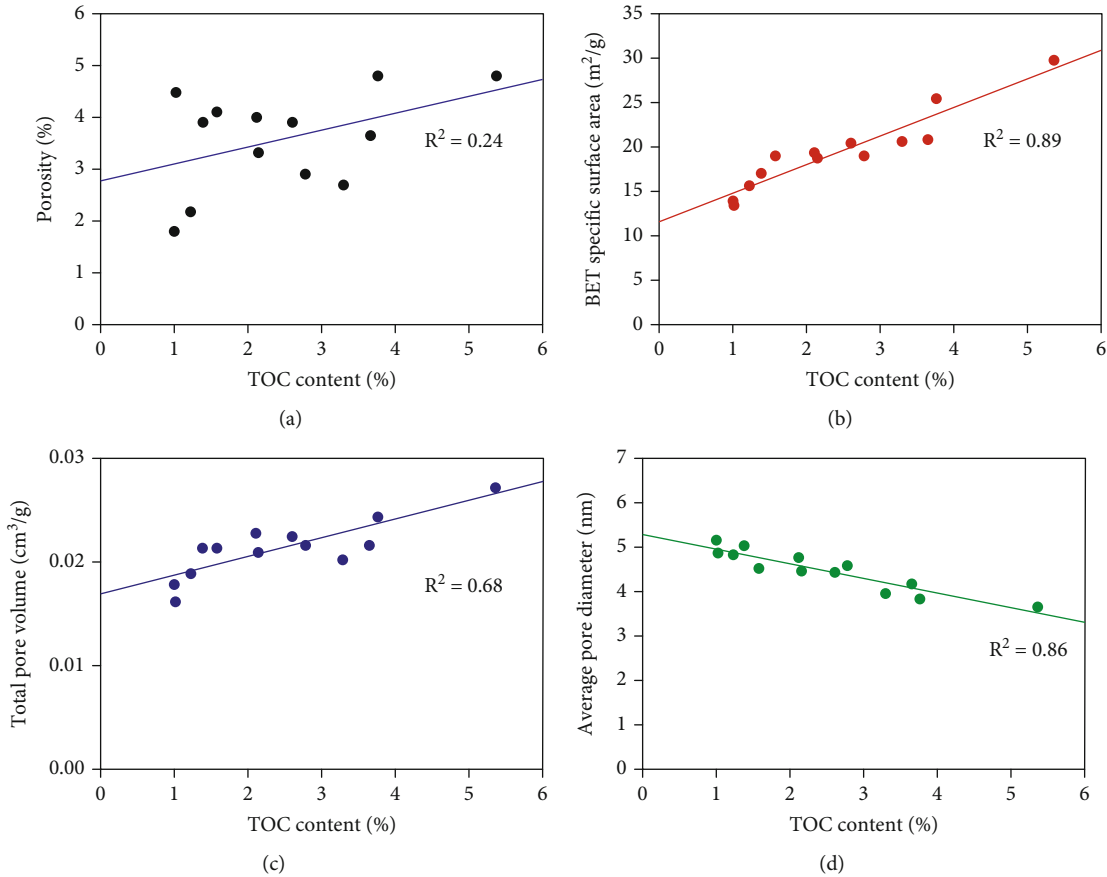 6
5
4
3
2
1
0
Porosity (%)
R² = 0.24
0 1 2 3 4 5 6
TOC content (%)
(a)
35
30
25
20
15
10
5
0
BET specific surface area (m²/g)
R² = 0.89
0 1 2 3 4 5 6
TOC content (%)
(b)
0.03
0.02
0.01
0.00
Total pore volume (cm³/g)
R² = 0.68
0 1 2 3 4 5 6
TOC content (%)
(c)
7
6
5
4
3
2
1
0
Average pore diameter (nm)
R² = 0.86
0 1 2 3 4 5 6
TOC content (%)
(d)